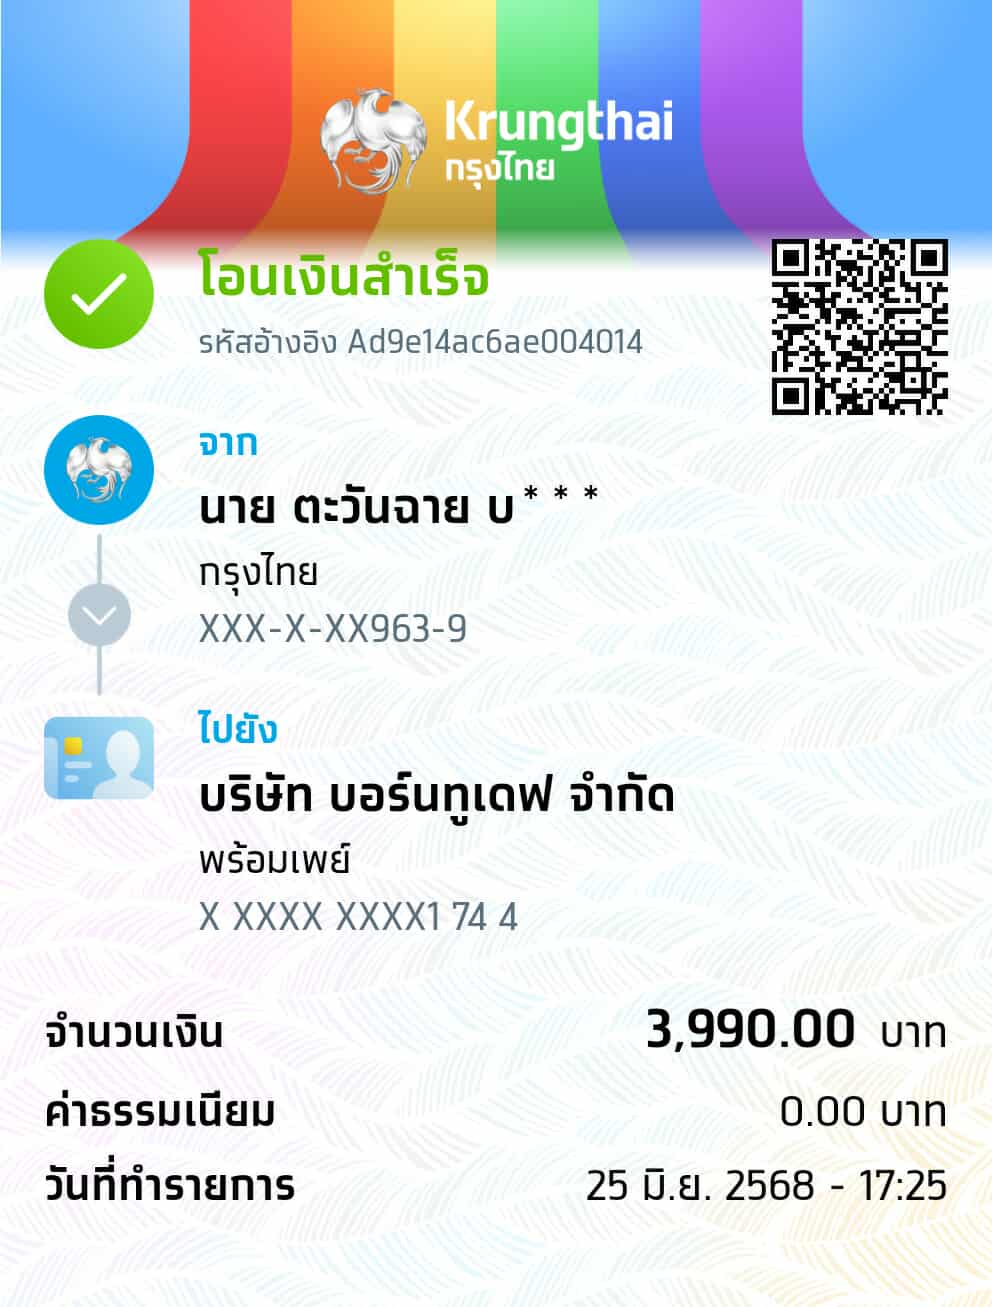 Krungthai
กรุงไทย
โอนเงินสำเร็จ
รหัสอ้างอิง Ad9e14ac6ae004014
จาก
นาย ตะวันฉาย บ***
กรุงไทย
XXX-X-XX963-9
ไปยัง
บริษัท บอร์นทูเดฟ จำกัด
พร้อมเพย์
X XXXX XXXX1 74 4
จำนวนเงิน 3,990.00 บาท
ค่าธรรมเนียม 0.00 บาท
วันที่ทำรายการ 25 มิ.ย. 2568 - 17:25